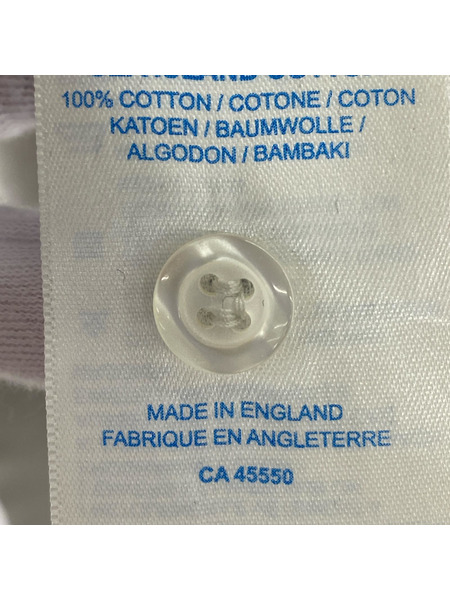 100% COTTON / COTONE / COTON
KATOEN / BAUMWOLLE /
ALGODON / BAMBAKI
MADE IN ENGLAND
FABRIQUE EN ANGLETERRE
CA 45550